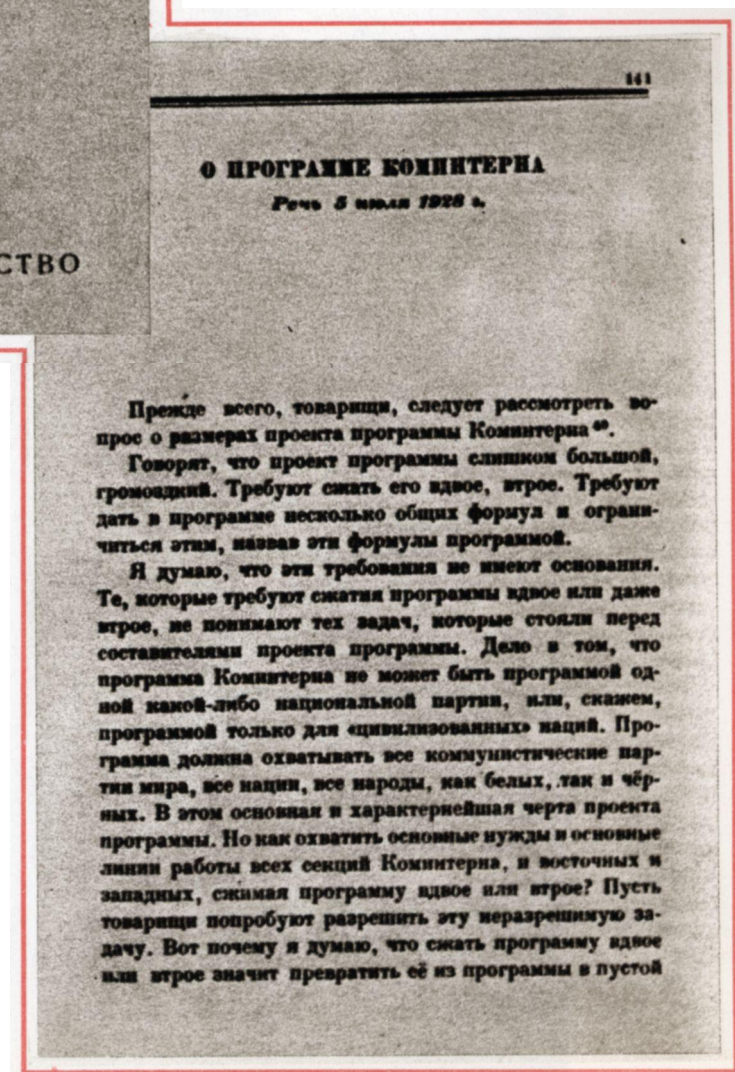 СТВО
141
О ПРОГРАММЕ КОМИНТЕРНА
Речь 5 июля 1928 г.
Прежде всего, товарищи, следует рассмотреть во-
прос о размерах проекта программы Коминтерна
Говорят, что проект программы слишком большой,
громоздкий. Требуют сжать его вдвое, втрое. Требуют
дать в программе несколько общих формул и ограни-
читься этим, назвав эти формулы программой.
Я думаю, что эти требования не имеют основания.
Те, которые требуют сжатия программы вдвое или даже
втрое, не понимают тех задач, которые стояли перед
составителями проекта программы. Дело в том, что
программа Коминтерна не может быть программой од-
ной какой-либо национальной партии, или, скажем,
программой только для «цивилизованных» наций. Про-
грамма должна охватывать все коммунистические пар-
тии мира, все нации, все народы, как белых, так и чёр-
ных. В этом основная и характернейшая черта проекта
программы. Но как охватить основные нужды и основные
линии работы всех секций Коминтерна, и восточных и
западных, сжимая программу вдвое или втрое? Пусть
товарищи попробуют разрешить эту неразрешимую за-
дачу. Вот почему я думаю, что сжать программу вдвое
или втрое значит превратить её из программы в пустой